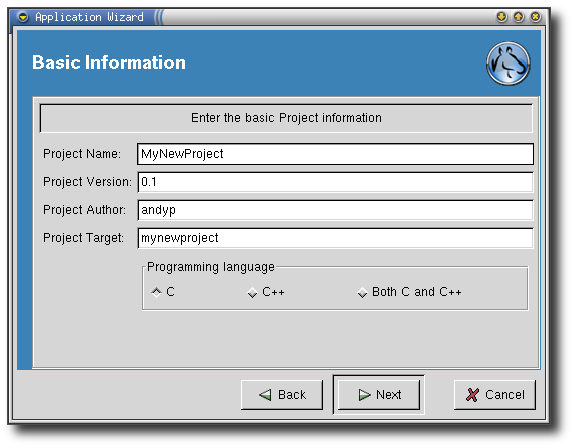 Application Wizard
Basic Information
Enter the basic Project information
Project Name: MyNewProject
Project Version: 0.1
Project Author: andyp
Project Target: mynewproject
Programming language
C C++ Both C and C++
Back Next Cancel